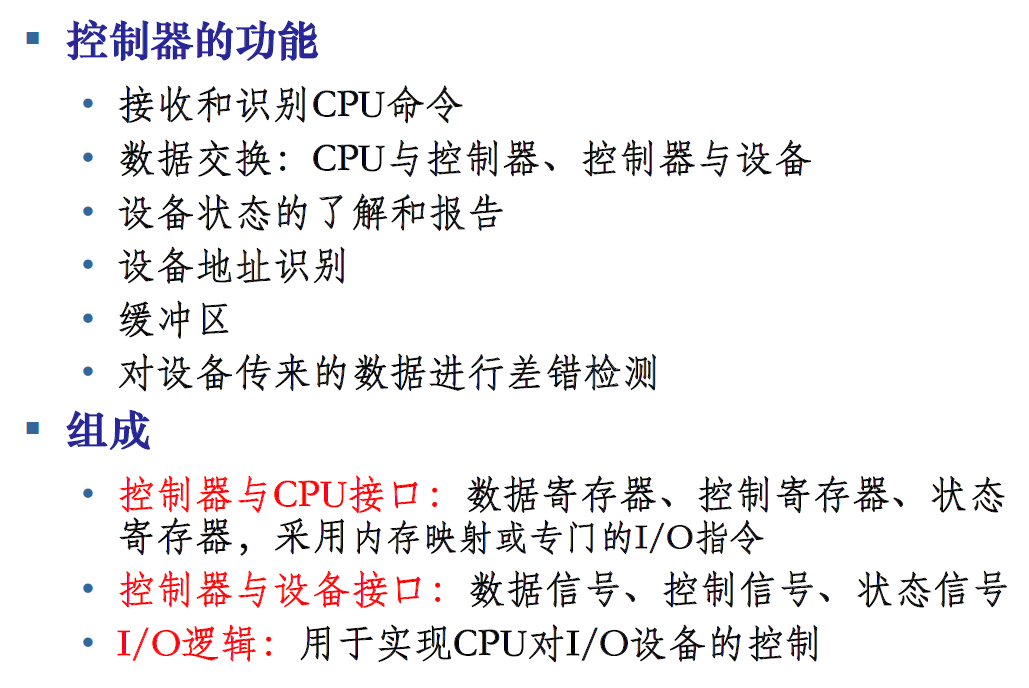 控制器的功能
接收和识别CPU命令
数据交换：CPU与控制器、控制器与设备
设备状态的了解和报告
设备地址识别
缓冲区
对设备传来的数据进行差错检测
组成
控制器与CPU接口：数据寄存器、控制寄存器、状态
寄存器，采用内存映射或专门的I/O指令
控制器与设备接口：数据信号、控制信号、状态信号
I/O逻辑：用于实现CPU对I/O设备的控制